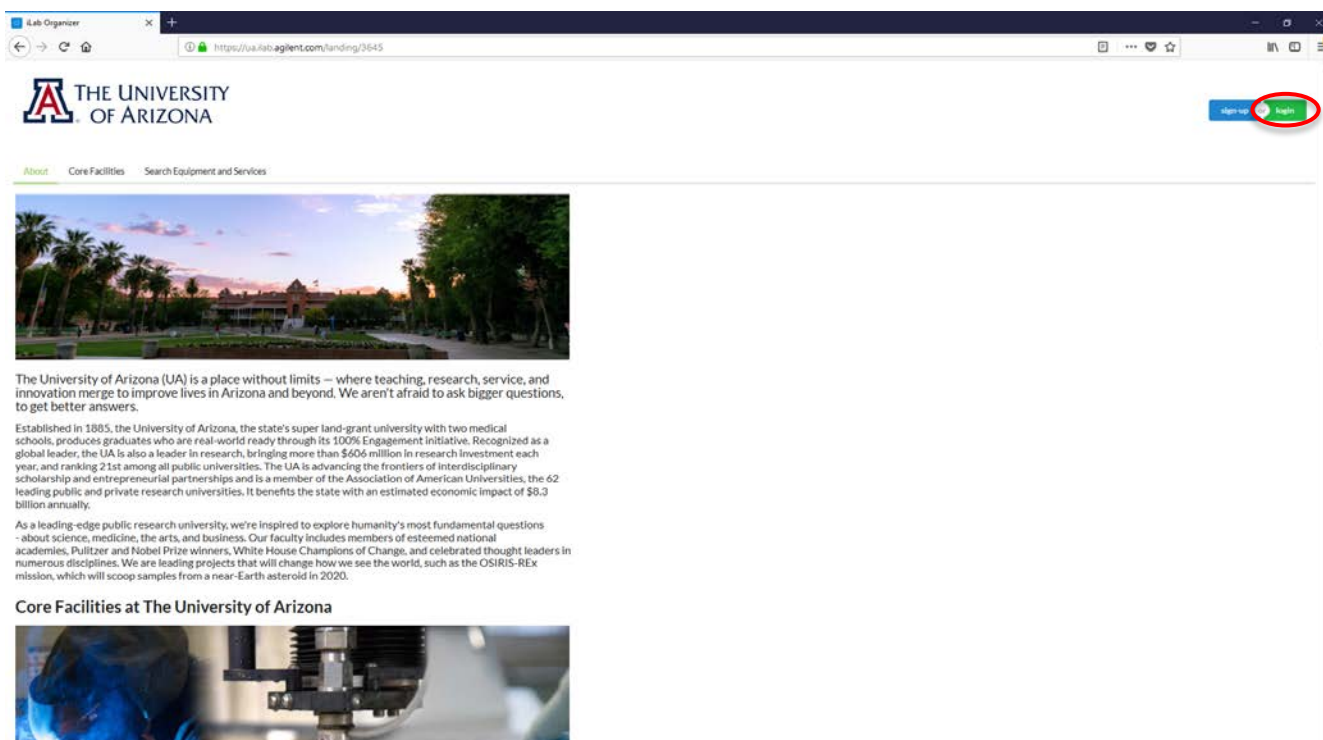 iLab Organizer
https://ua.ilab.agilent.com/landing/3645
THE UNIVERSITY
OF ARIZONA
sign-up or login
About Core Facilities Search Equipment and Services
The University of Arizona (UA) is a place without limits — where teaching, research, service, and
innovation merge to improve lives in Arizona and beyond. We aren't afraid to ask bigger questions,
to get better answers.
Established in 1885, the University of Arizona, the state's super land-grant university with two medical
schools, produces graduates who are real-world ready through its 100% Engagement initiative. Recognized as a
global leader, the UA is also a leader in research, bringing more than $606 million in research investment each
year, and ranking 21st among all public universities. The UA is advancing the frontiers of interdisciplinary
scholarship and entrepreneurial partnerships and is a member of the Association of American Universities, the 62
leading public and private research universities. It benefits the state with an estimated economic impact of $8.3
billion annually.
As a leading-edge public research university, we're inspired to explore humanity's most fundamental questions
- about science, medicine, the arts, and business. Our faculty includes members of esteemed national
academies, Pulitzer and Nobel Prize winners, White House Champions of Change, and celebrated thought leaders in
numerous disciplines. We are leading projects that will change how we see the world, such as the OSIRIS-REx
mission, which will scoop samples from a near-Earth asteroid in 2020.
Core Facilities at The University of Arizona